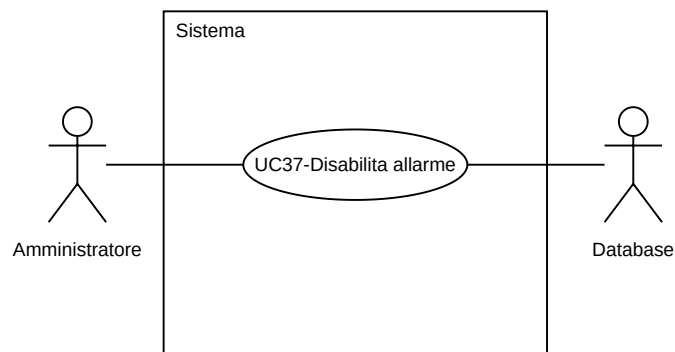 Sistema
UC37-Disabilita allarme
Amministratore
Database